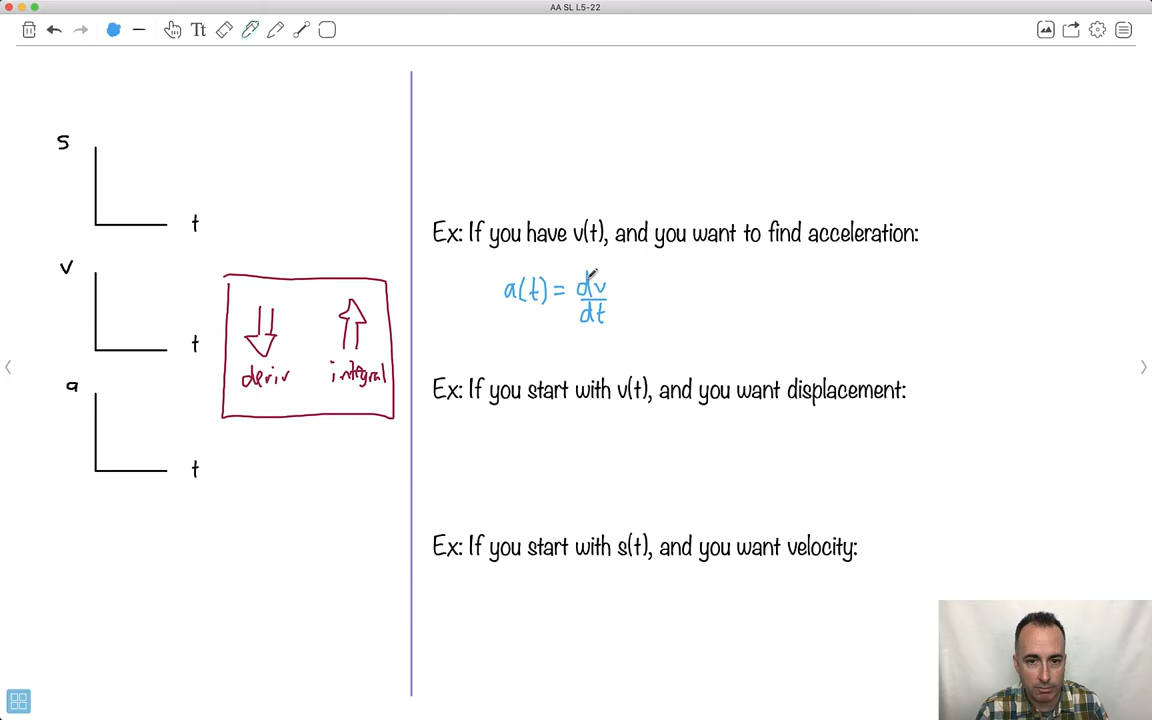 AA SL L5-22
Tt
s
t
v
t
a
t
deriv
integral
Ex: If you have v(t), and you want to find acceleration:
a(t) = dv
dt
Ex: If you start with v(t), and you want displacement:
Ex: If you start with s(t), and you want velocity: